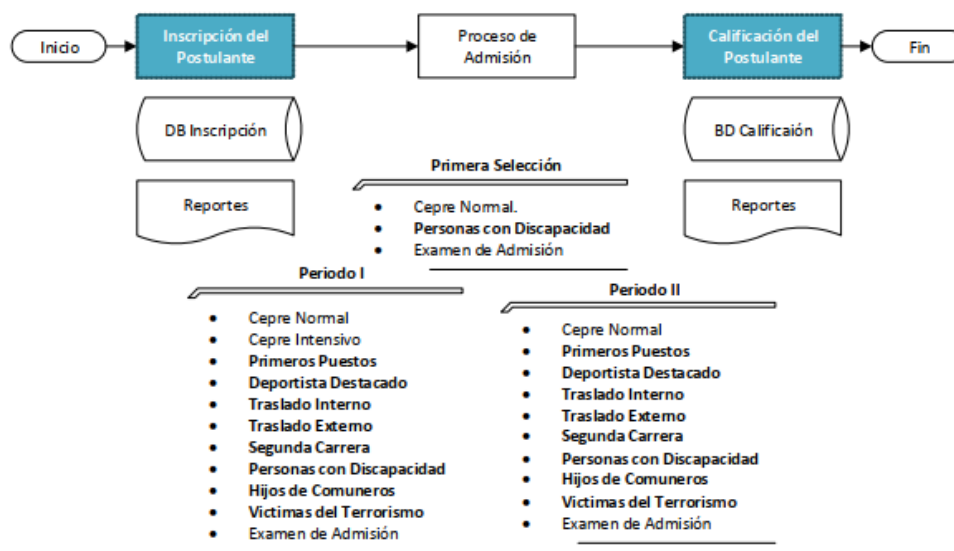 Inicio
Inscripción del
Postulante
Proceso de
Admisión
Calificación del
Postulante
Fin
DB Inscripción
BD Calificaión
Reportes
Reportes
Primera Selección
• Cepre Normal.
• Personas con Discapacidad
• Examen de Admisión
Periodo I
• Cepre Normal
• Cepre Intensivo
• Primeros Puestos
• Deportista Destacado
• Traslado Interno
• Traslado Externo
• Segunda Carrera
• Personas con Discapacidad
• Hijos de Comuneros
• Victimas del Terrorismo
• Examen de Admisión
Periodo II
• Cepre Normal
• Primeros Puestos
• Deportista Destacado
• Traslado Interno
• Traslado Externo
• Segunda Carrera
• Personas con Discapacidad
• Hijos de Comuneros
• Victimas del Terrorismo
• Examen de Admisión